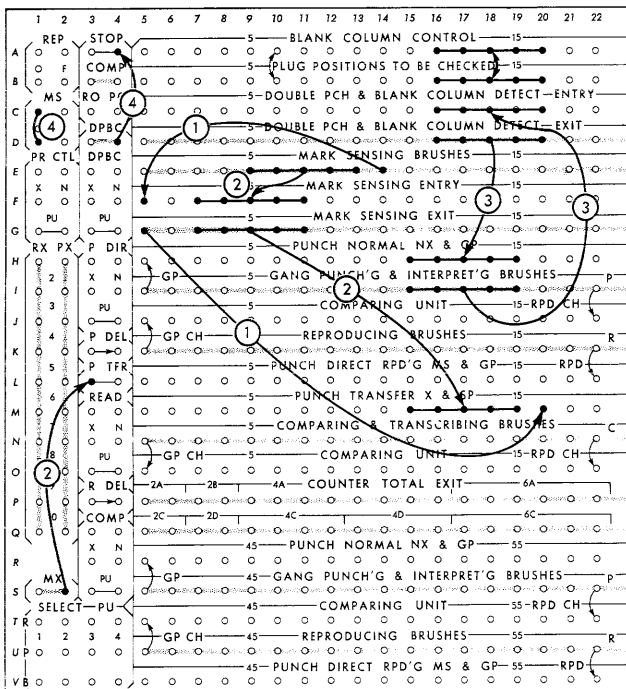 1 2 3 4 5 6 7 8 9 10 11 12 13 14 15 16 17 18 19 20 21 22
REP STOP 5 BLANK COLUMN CONTROL 15
A
F COMP 5 PLUG POSITIONS TO BE CHECKED 15
B
MS RO 5 DOUBLE PCH & BLANK COLUMN DETECT ENTRY
C
4 4 DPBC 1 5 DOUBLE PCH & BLANK COLUMN DETECT EXIT
D
PR CTL DPBC 5 MARK SENSING BRUSHES 15
E
X N X N 2 5 MARK SENSING ENTRY 15
F
3 3
PU PU 5 MARK SENSING EXIT 15
G
RX PX P DIR 5 PUNCH NORMAL NX & GP 15
H
2 X N GP 5 GANG PUNCH'G & INTERPRET'G BRUSHES P
I
2
3 PU 5 COMPARING UNIT 15 RPD CH
J
1
4 P DEL GP CH 5 REPRODUCING BRUSHES R
K
5 P TFR 5 PUNCH DIRECT RPD'G MS & GP 15 RPD
L
6 READ 5 PUNCH TRANSFER X & GP 15
M
7 X N 5 COMPARING & TRANSCRIBING BRUSHES C
N
8 PU GP CH 5 COMPARING UNIT 15 RPD CH
O
2
R DEL 2A 2B 4A COUNTER TOTAL EXIT 6A
P
0 COMP 2C 2D 4C 4D 6C
Q
X N 45 PUNCH NORMAL NX & GP 55
R
MX PU GP 45 GANG PUNCH'G & INTERPRET'G BRUSHES P
S
SELECT PU 45 COMPARING UNIT 55 RPD CH
TR
1 2 3 4 GP CH 45 REPRODUCING BRUSHES R
UP
45 PUNCH DIRECT RPD'G MS & GP 55 RPD
VB